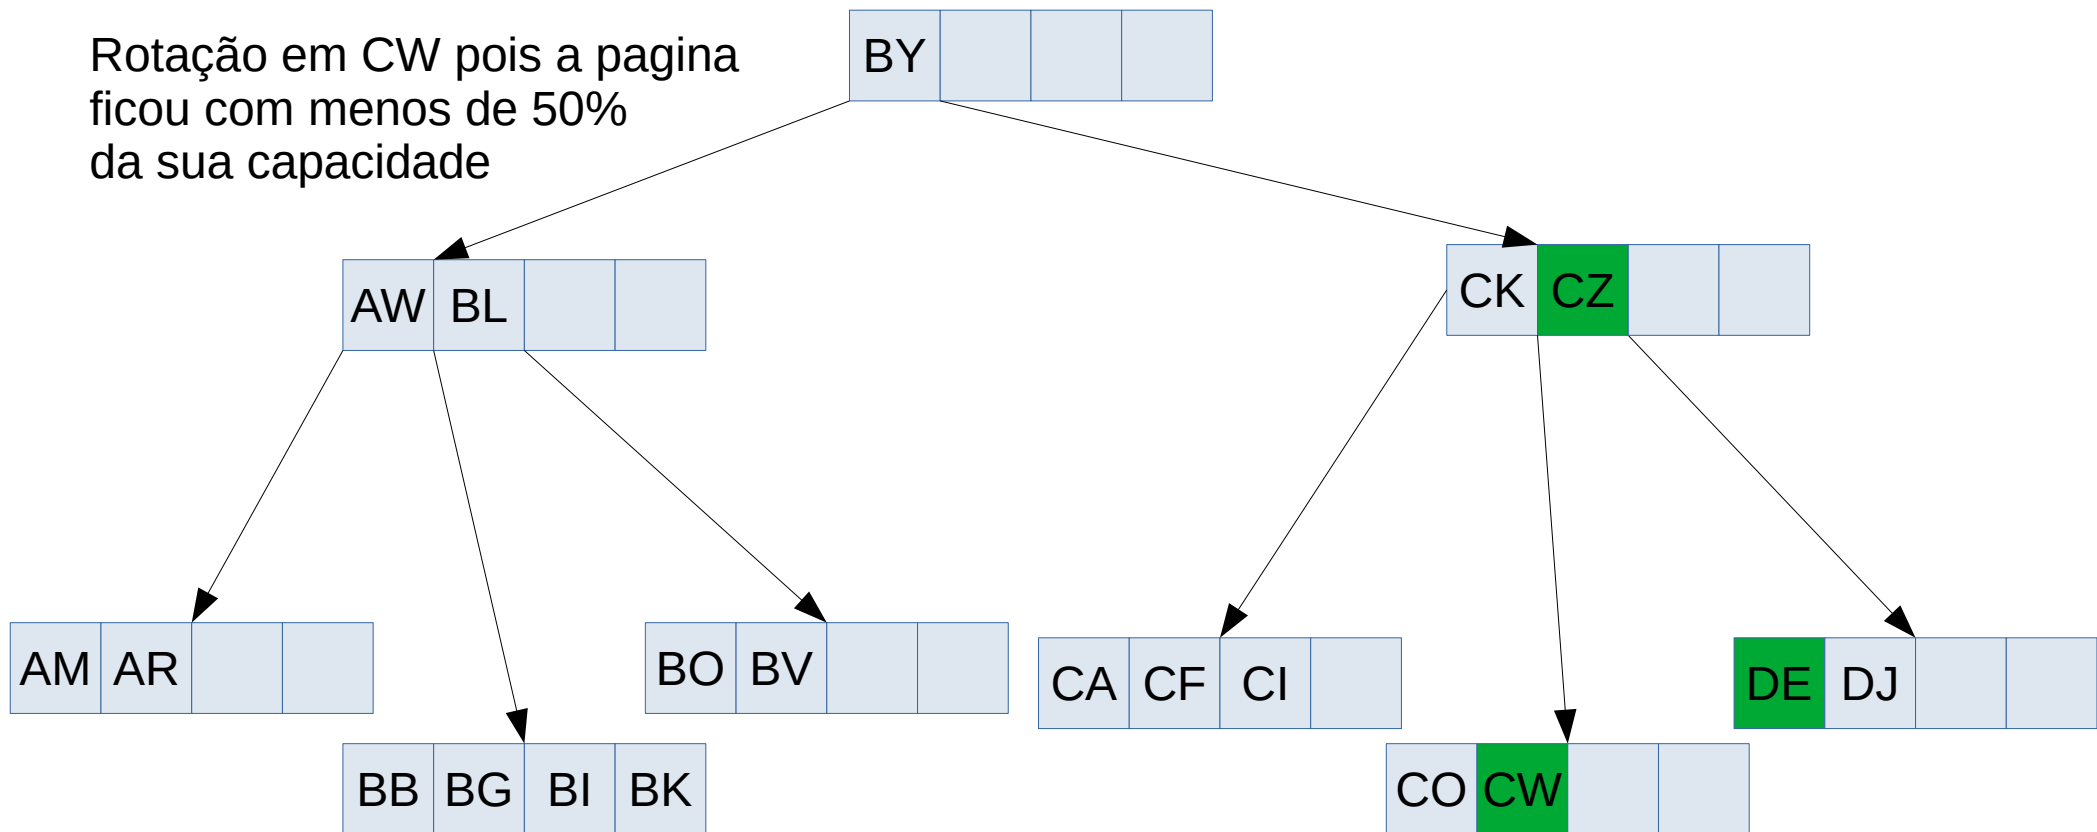 Rotação em CW pois a pagina
ficou com menos de 50%
da sua capacidade
BY
AW BL
CK CZ
AM AR
BO BV
CA CF CI
DE DJ
BB BG BI BK
CO CW